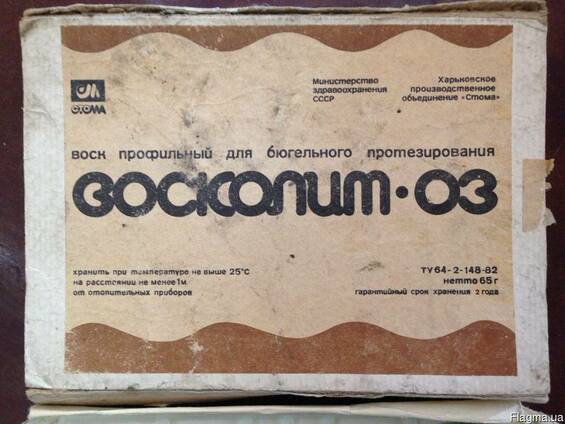 Министерство
здравоохранения
СССР
Харьковское
производственное
объединение «Стома»
СТОМА
воск профильный для бюгельного протезирования
восколит·03
хранить при температуре не выше 25°С
на расстоянии не менее 1м
от отопительных приборов
ТУ 64-2-148-82
нетто 65 г
гарантийный срок хранения 2 года
Flagma.ua